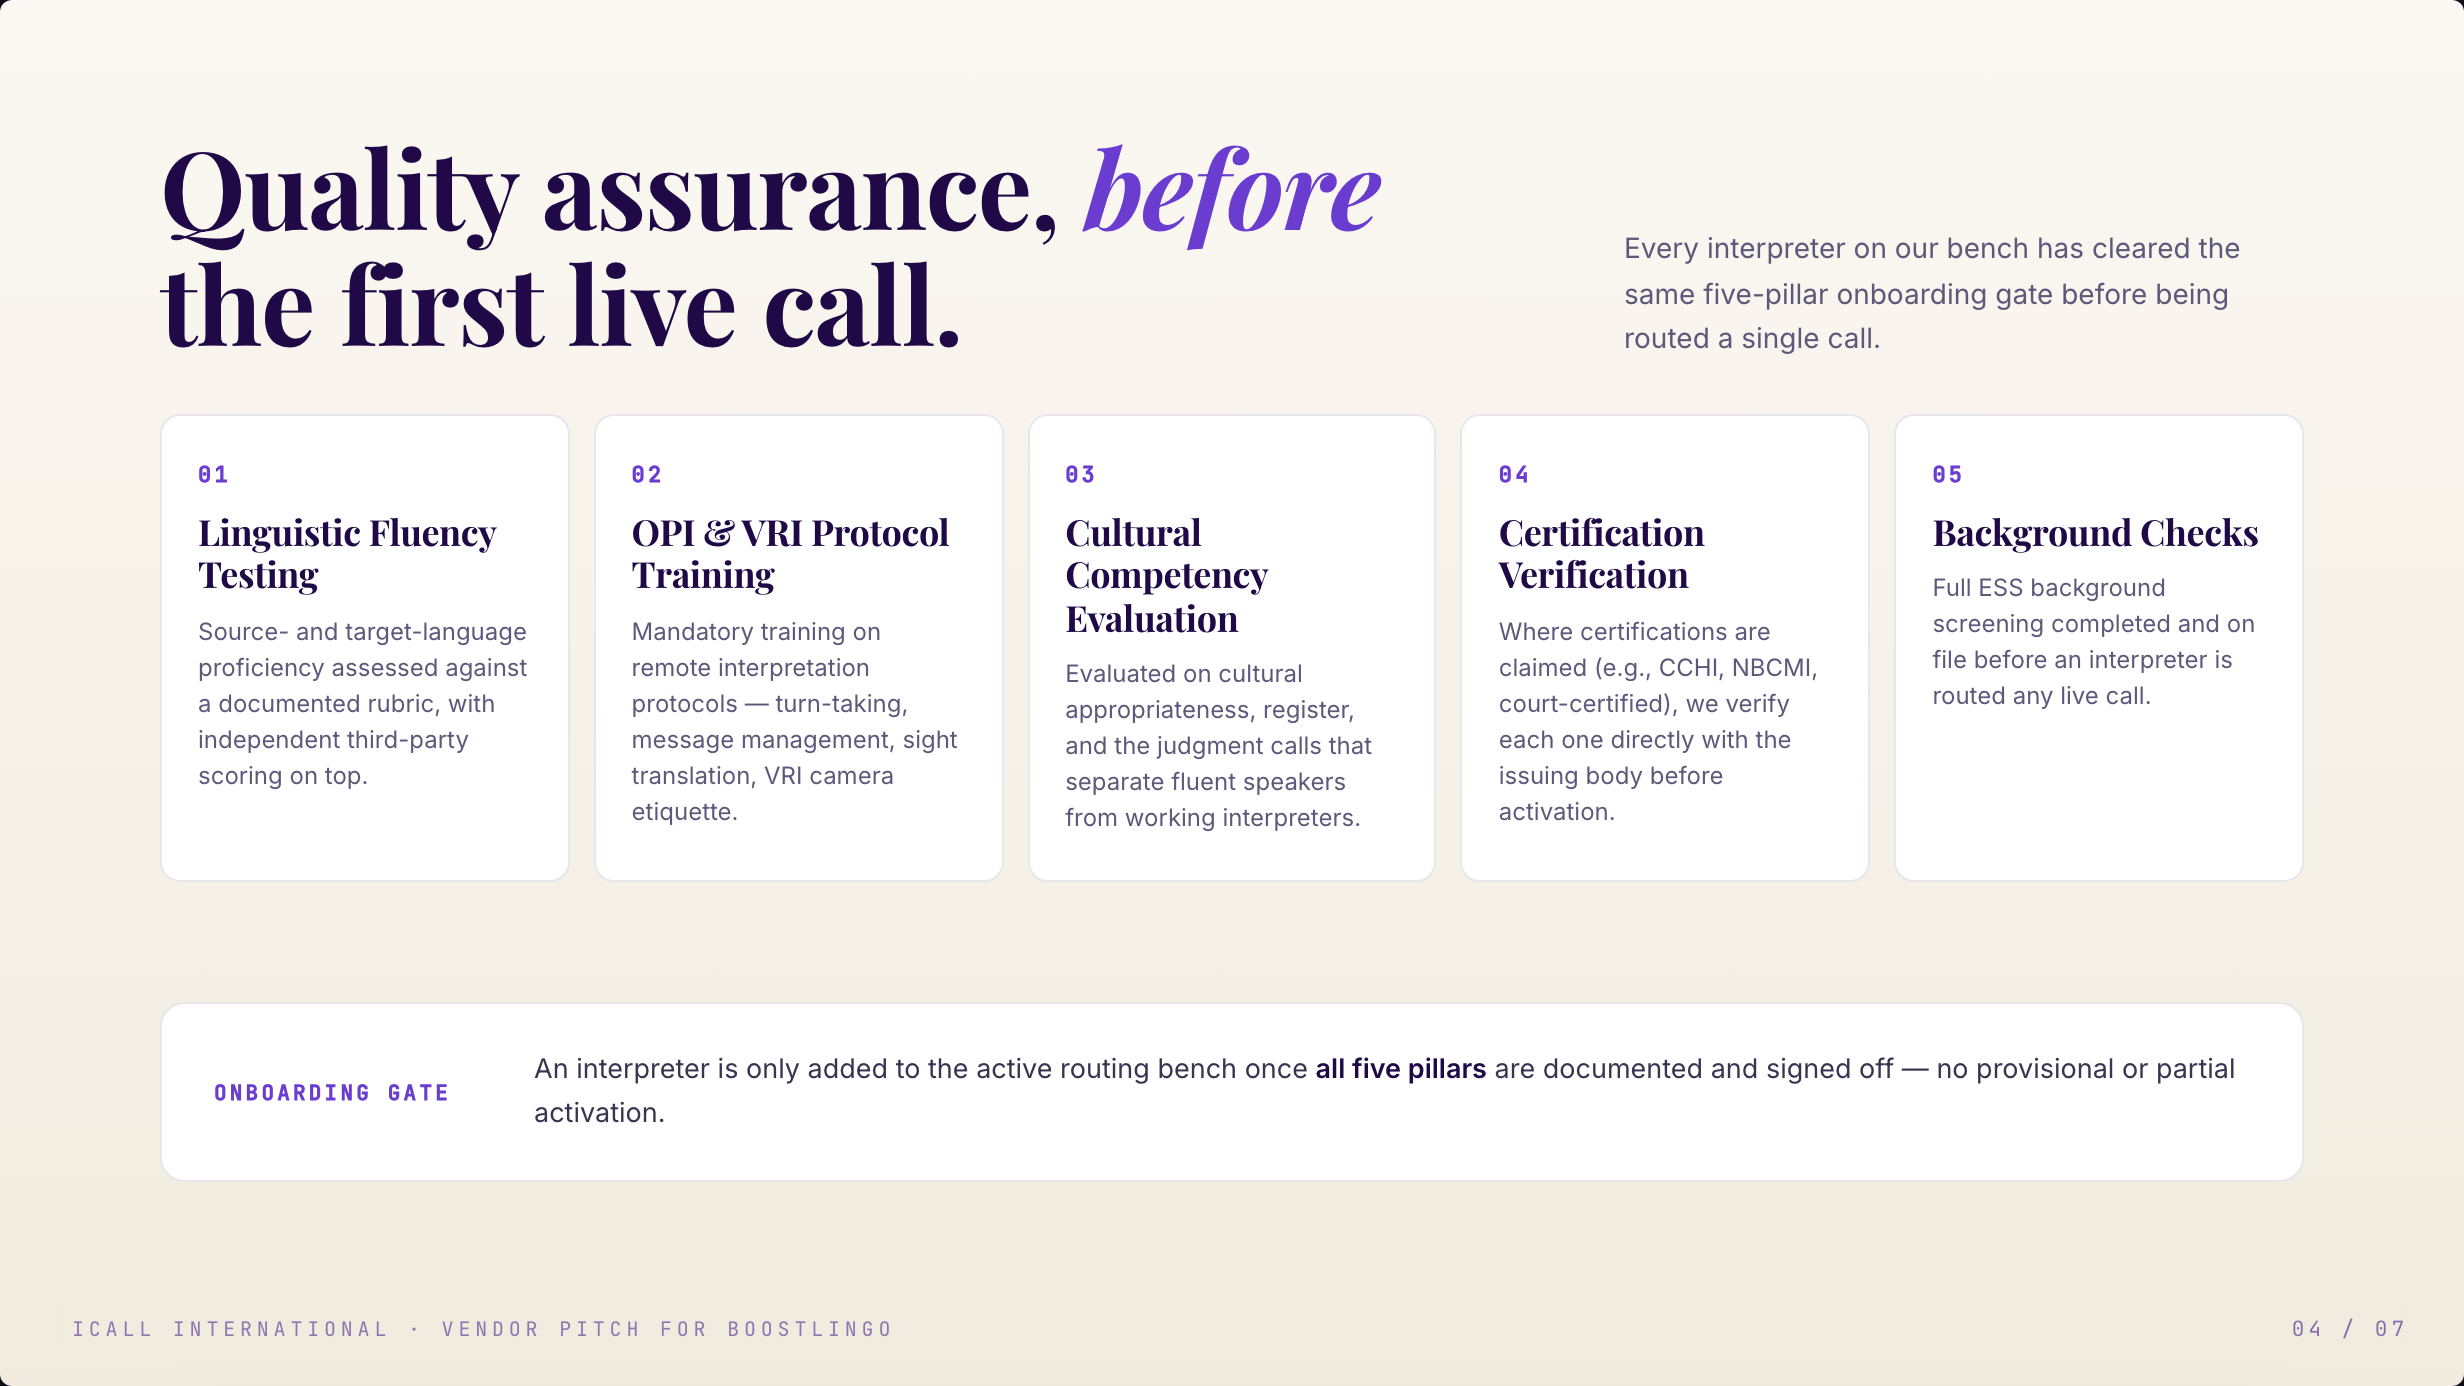 Quality assurance, before
the first live call.
Every interpreter on our bench has cleared the
same five-pillar onboarding gate before being
routed a single call.
01
Linguistic Fluency
Testing
Source- and target-language
proficiency assessed against
a documented rubric, with
independent third-party
scoring on top.
02
OPI & VRI Protocol
Training
Mandatory training on
remote interpretation
protocols — turn-taking,
message management, sight
translation, VRI camera
etiquette.
03
Cultural
Competency
Evaluation
Evaluated on cultural
appropriateness, register,
and the judgment calls that
separate fluent speakers
from working interpreters.
04
Certification
Verification
Where certifications are
claimed (e.g., CCHI, NBCMI,
court-certified), we verify
each one directly with the
issuing body before
activation.
05
Background Checks
Full ESS background
screening completed and on
file before an interpreter is
routed any live call.
ONBOARDING GATE
An interpreter is only added to the active routing bench once all five pillars are documented and signed off — no provisional or partial
activation.
ICALL INTERNATIONAL · VENDOR PITCH FOR BOOSTLINGO
04 / 07